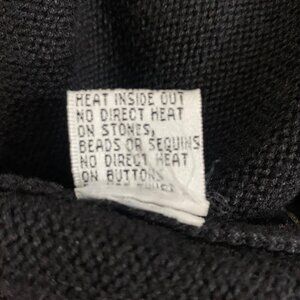 HEAT INSIDE OUT
NO DIRECT HEAT
ON STONES,
BEADS OR SEQUINS
NO DIRECT HEAT
ON BUTTONS